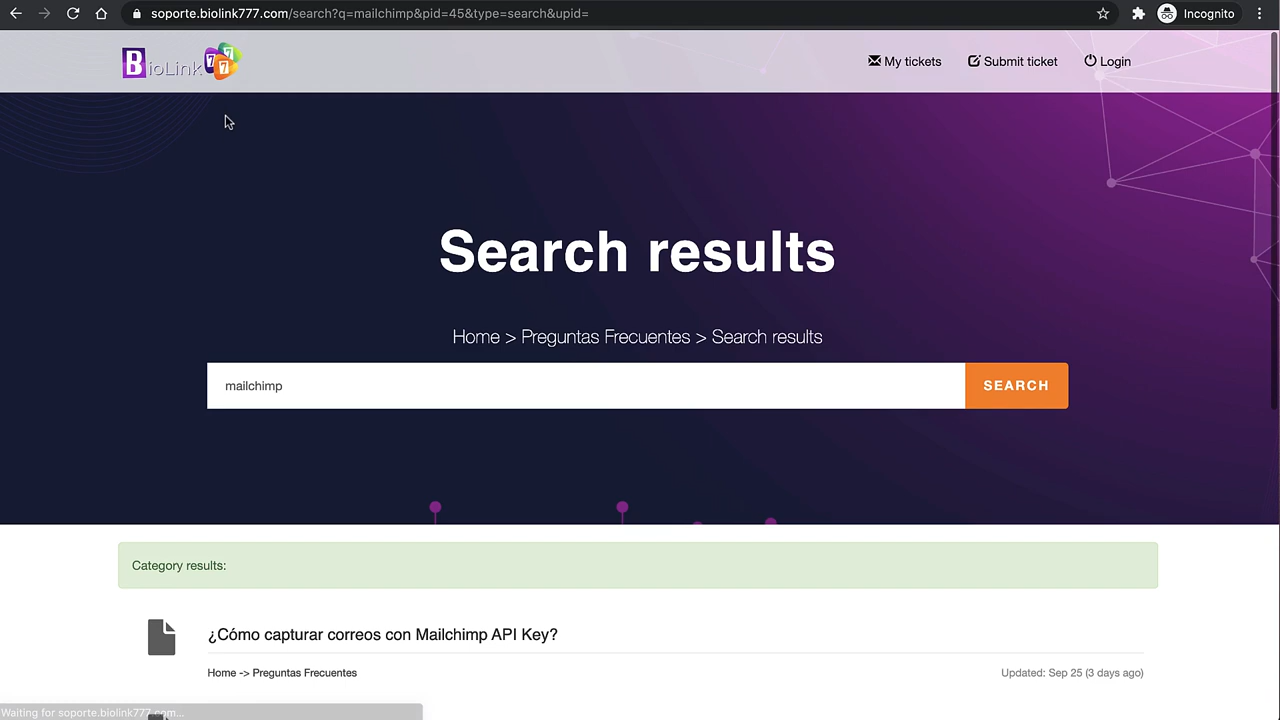 soporte.biolink777.com/search?q=mailchimp&pid=45&type=search&upid=
Incognito
BioLink 777
My tickets
Submit ticket
Login
Search results
Home > Preguntas Frecuentes > Search results
mailchimp
SEARCH
Category results:
¿Cómo capturar correos con Mailchimp API Key?
Home -> Preguntas Frecuentes
Updated: Sep 25 (3 days ago)
Waiting for soporte.biolink777.com...